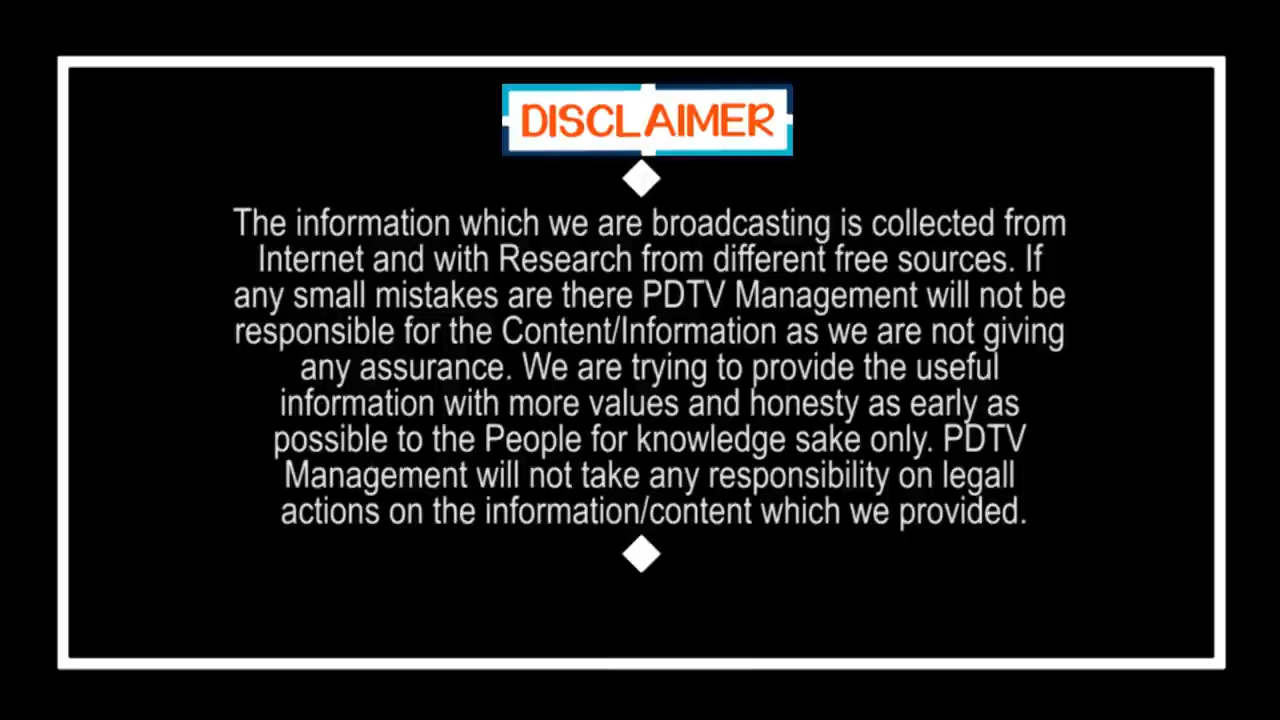 DISCLAIMER
The information which we are broadcasting is collected from
Internet and with Research from different free sources. If
any small mistakes are there PDTV Management will not be
responsible for the Content/Information as we are not giving
any assurance. We are trying to provide the useful
information with more values and honesty as early as
possible to the People for knowledge sake only. PDTV
Management will not take any responsibility on legall
actions on the information/content which we provided.